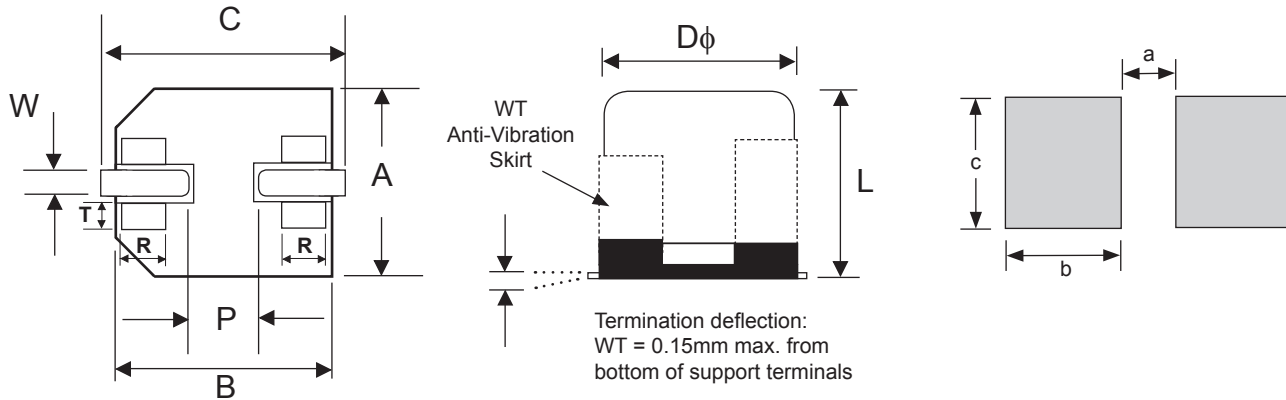 C
W
A
T
R
R
P
B
Dϕ
WT
Anti-Vibration
Skirt
L
Termination deflection:
WT = 0.15mm max. from
bottom of support terminals
a
c
b